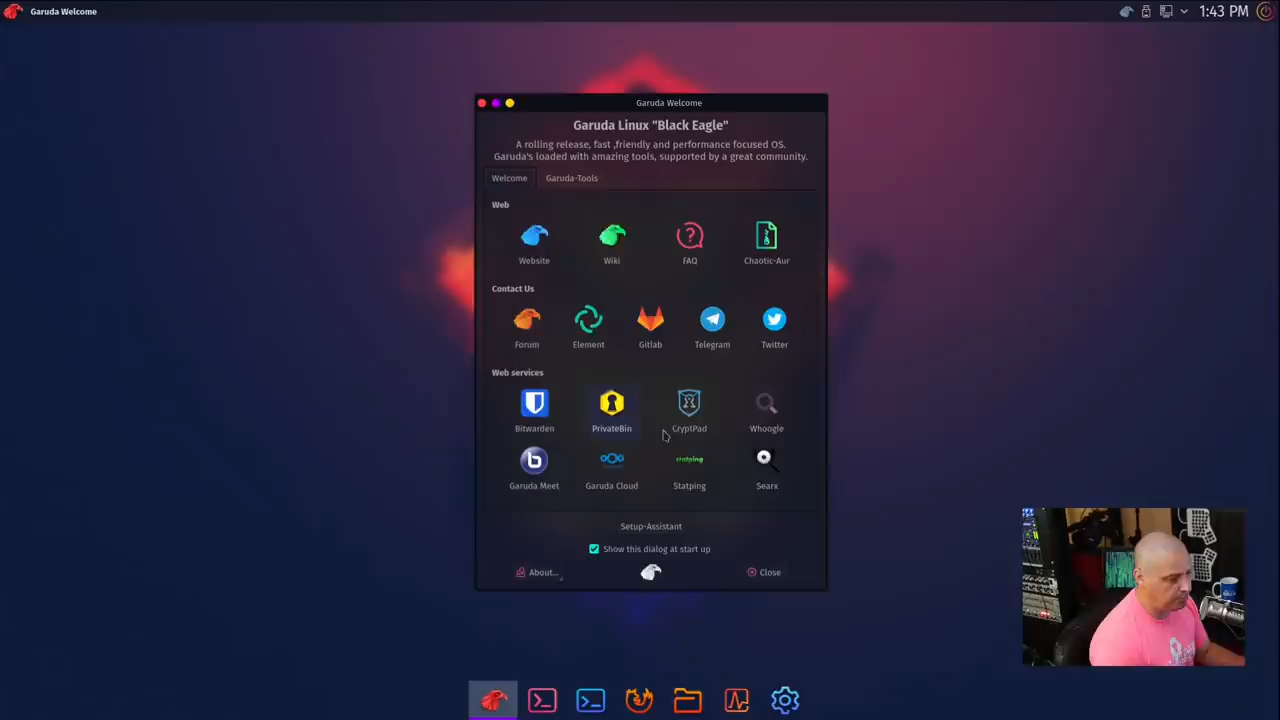 Garuda Welcome
1:43 PM
Garuda Welcome
Garuda Linux "Black Eagle"
A rolling release, fast ,friendly and performance focused OS.
Garuda's loaded with amazing tools, supported by a great community.
Welcome Garuda-Tools
Web
Website Wiki FAQ Chaotic-Aur
Contact Us
Forum Element Gitlab Telegram Twitter
Web services
Bitwarden PrivateBin CryptPad Whoogle
statping
Garuda Meet Garuda Cloud Statping Searx
Setup-Assistant
Show this dialog at start up
About... Close